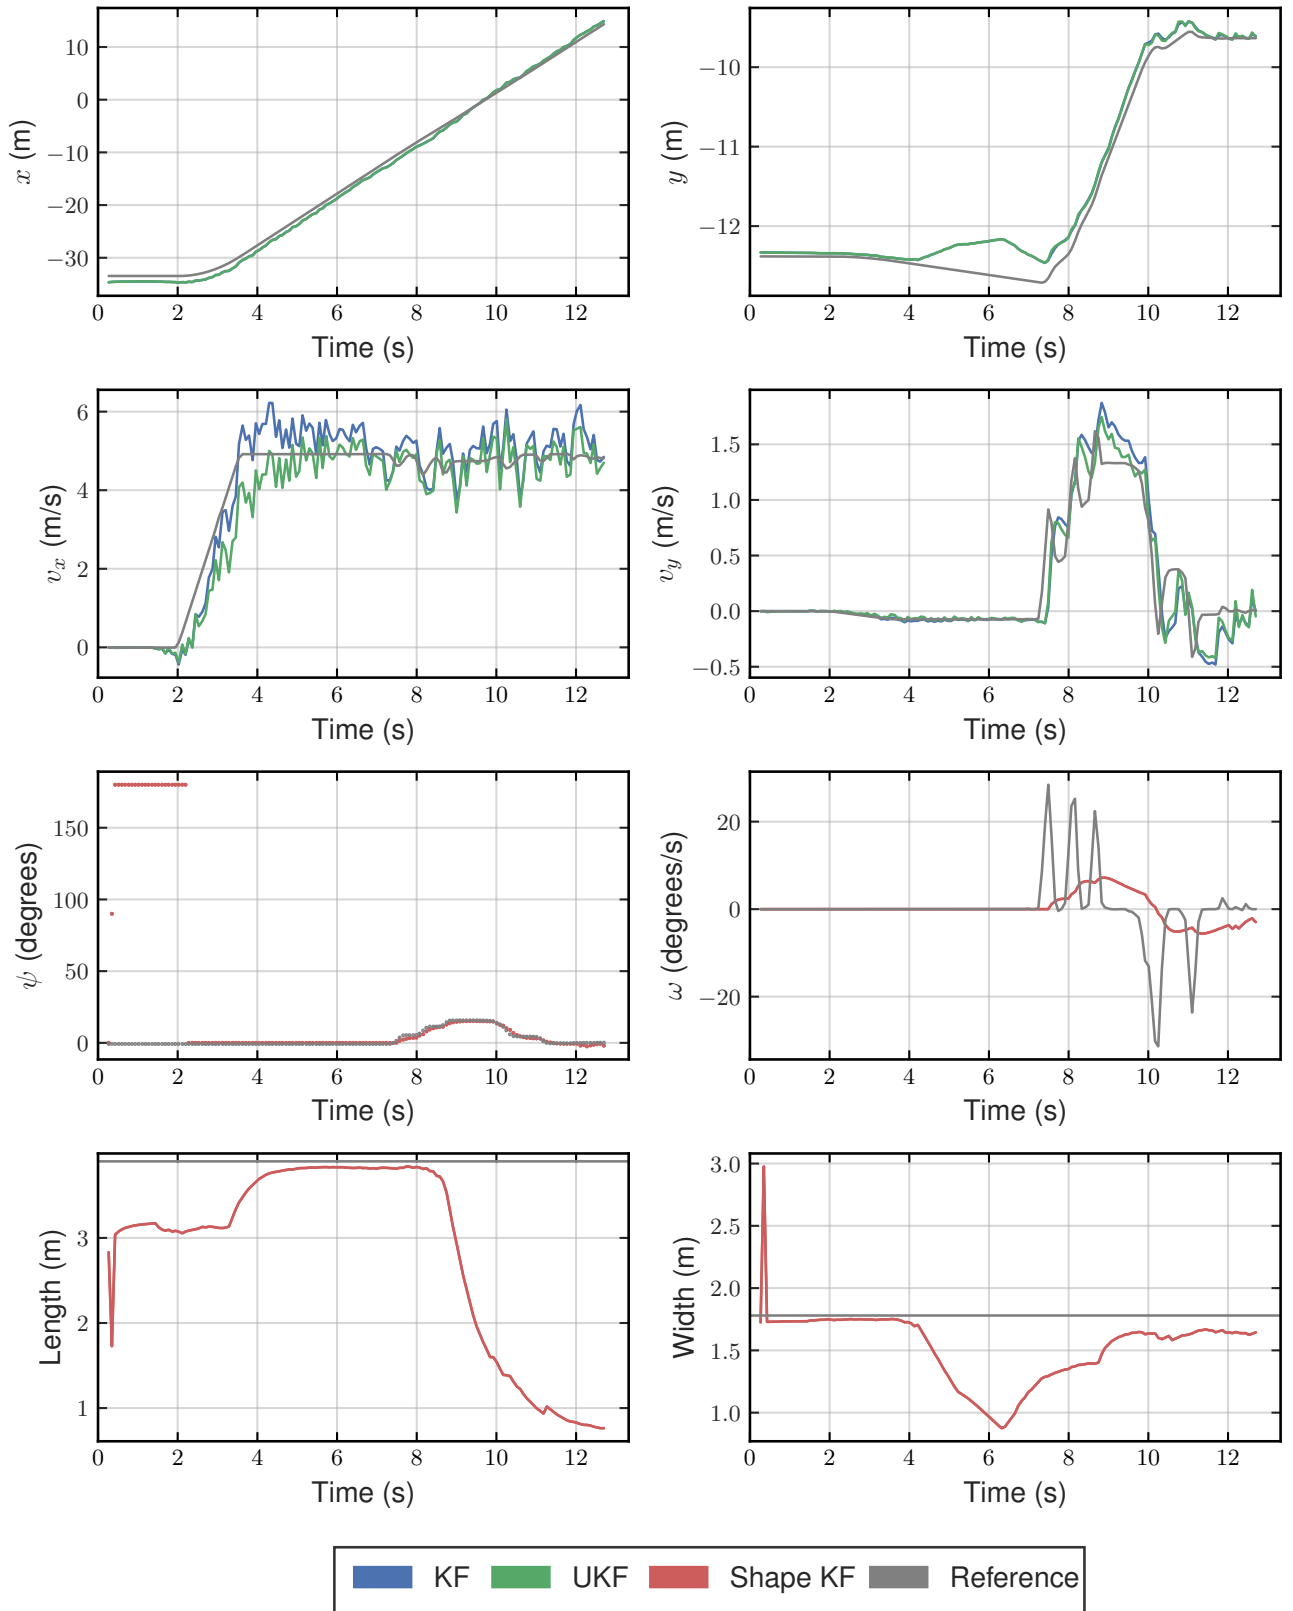 x (m)
10
0
−10
−20
−30
0 2 4 6 8 10 12
Time (s)
y (m)
−10
−11
−12
0 2 4 6 8 10 12
Time (s)
v_x (m/s)
6
4
2
0
0 2 4 6 8 10 12
Time (s)
v_y (m/s)
1.5
1.0
0.5
0.0
−0.5
0 2 4 6 8 10 12
Time (s)
ψ (degrees)
150
100
50
0
0 2 4 6 8 10 12
Time (s)
ω (degrees/s)
20
0
−20
0 2 4 6 8 10 12
Time (s)
Length (m)
3
2
1
0 2 4 6 8 10 12
Time (s)
Width (m)
3.0
2.5
2.0
1.5
1.0
0 2 4 6 8 10 12
Time (s)
KF UKF Shape KF Reference